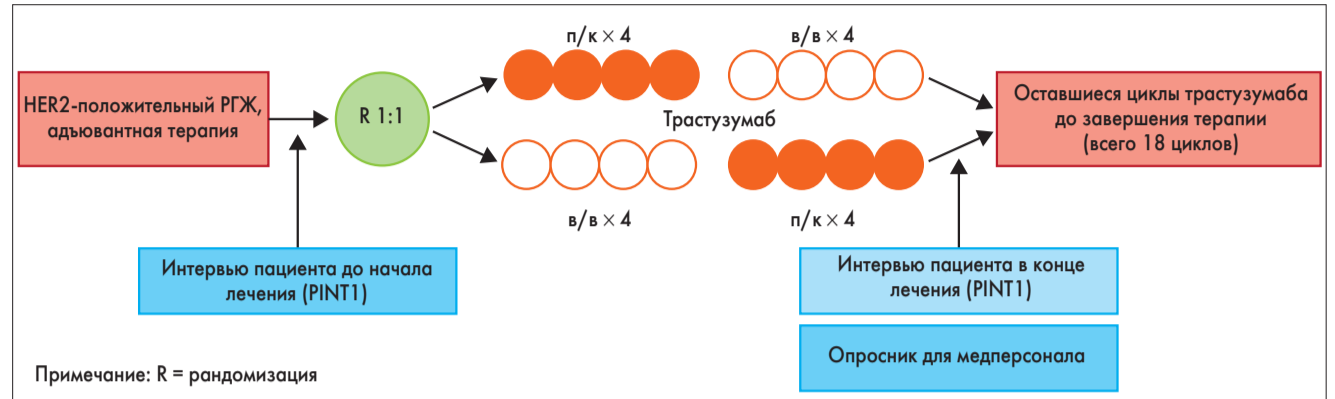 п/к × 4
в/в × 4
HER2-положительный РГЖ,
адъювантная терапия
R 1:1
Трастузумаб
Оставшиеся циклы трастузумаба
до завершения терапии
(всего 18 циклов)
в/в × 4
п/к × 4
Интервью пациента до начала
лечения (PINT1)
Интервью пациента в конце
лечения (PINT1)
Опросник для медперсонала
Примечание: R = рандомизация